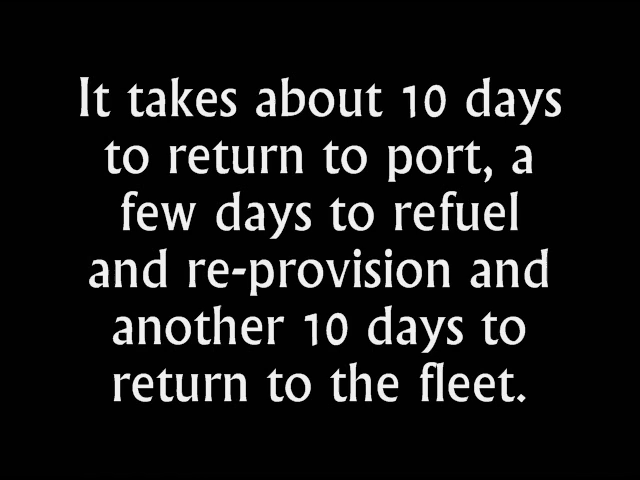 It takes about 10 days
to return to port, a
few days to refuel
and re-provision and
another 10 days to
return to the fleet.